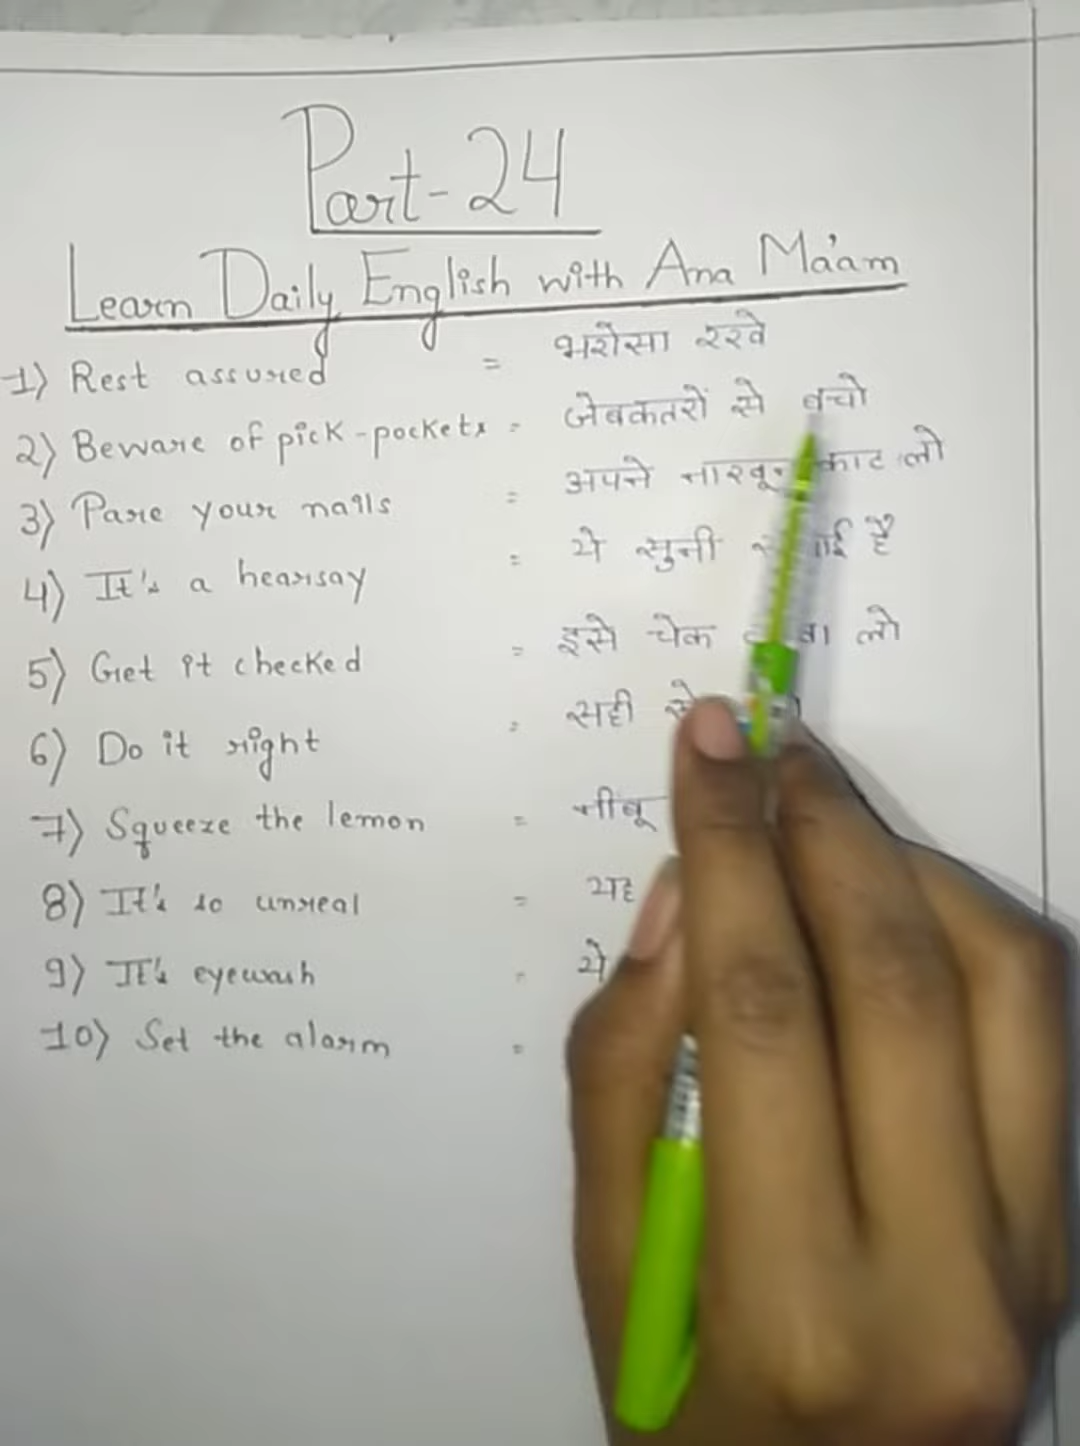 Part-24
Learn Daily English with Ana Ma'am
1) Rest assured = भरोसा रखे
2) Beware of pick-pockets = जेबकतरों से बचो
3) Pare your nails = अपने नाखून काट लो
4) It's a hearsay = ये सुनी है
5) Get it checked = इसे चेक लो
6) Do it right = सही से
7) Squeeze the lemon = नींबू
8) It's so unreal = यह
9) It's eyewash = ये
10) Set the alarm =